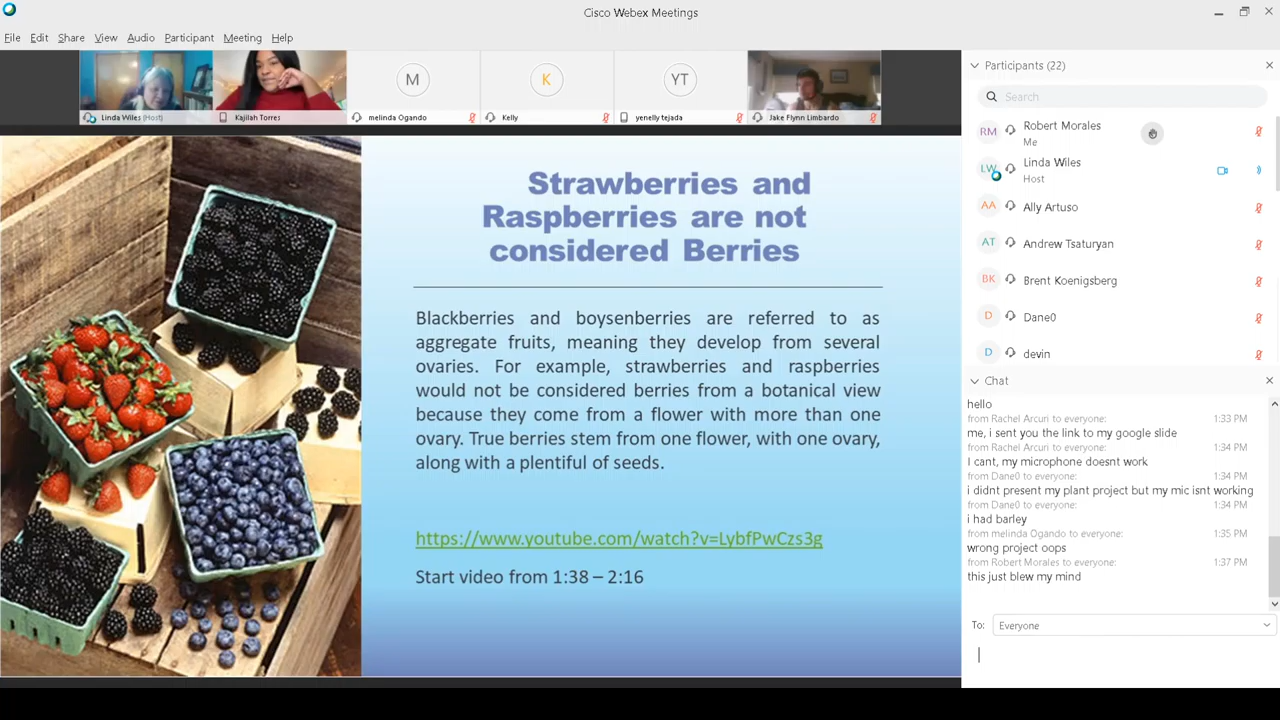 Cisco Webex Meetings
File Edit Share View Audio Participant Meeting Help
Linda Wiles (Host)
Kajilah Torres
M
melinda Ogando
K
Kelly
YT
yenelly tejada
Jake Flynn Limbardo
Strawberries and
Raspberries are not
considered Berries
Blackberries and boysenberries are referred to as
aggregate fruits, meaning they develop from several
ovaries. For example, strawberries and raspberries
would not be considered berries from a botanical view
because they come from a flower with more than one
ovary. True berries stem from one flower, with one ovary,
along with a plentiful of seeds.
https://www.youtube.com/watch?v=LybfPwCzs3g
Start video from 1:38 – 2:16
Participants (22)
Search
RM Robert Morales
Me
LW Linda Wiles
Host
AA Ally Artuso
AT Andrew Tsaturyan
BK Brent Koenigsberg
D Dane0
D devin
Chat
hello
from Rachel Arcuri to everyone: 1:33 PM
me, i sent you the link to my google slide
from Rachel Arcuri to everyone: 1:34 PM
I cant, my microphone doesnt work
from Dane0 to everyone: 1:34 PM
i didnt present my plant project but my mic isnt working
from Dane0 to everyone: 1:34 PM
i had barley
from melinda Ogando to everyone: 1:35 PM
wrong project oops
from Robert Morales to everyone: 1:37 PM
this just blew my mind
To: Everyone